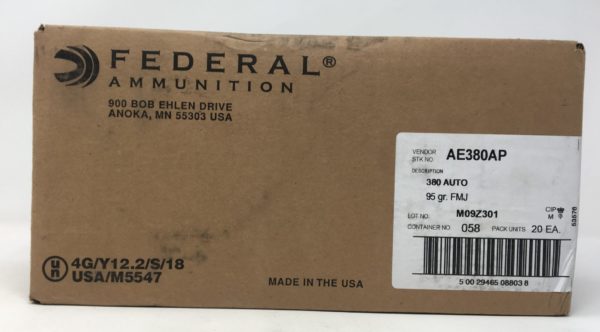 FEDERAL®
AMMUNITION
900 BOB EHLEN DRIVE
ANOKA, MN 55303 USA
VENDOR
STK NO
AE380AP
DESCRIPTION
380 AUTO
95 gr. FMJ
LOT NO.
M09Z301
CIP
M
CONTAINER NO
058
PACK UNITS
20 EA.
53578
5 00 29465 08803 8
un
4G/Y12.2/S/18
USA/M5547
MADE IN THE USA